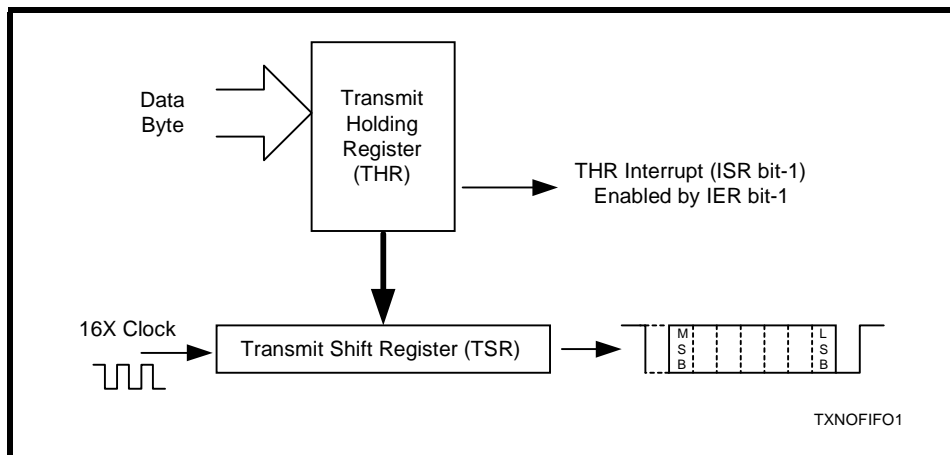 Data
Byte
Transmit
Holding
Register
(THR)
THR Interrupt (ISR bit-1)
Enabled by IER bit-1
16X Clock
Transmit Shift Register (TSR)
M
S
B
L
S
B
TXNOFIFO1